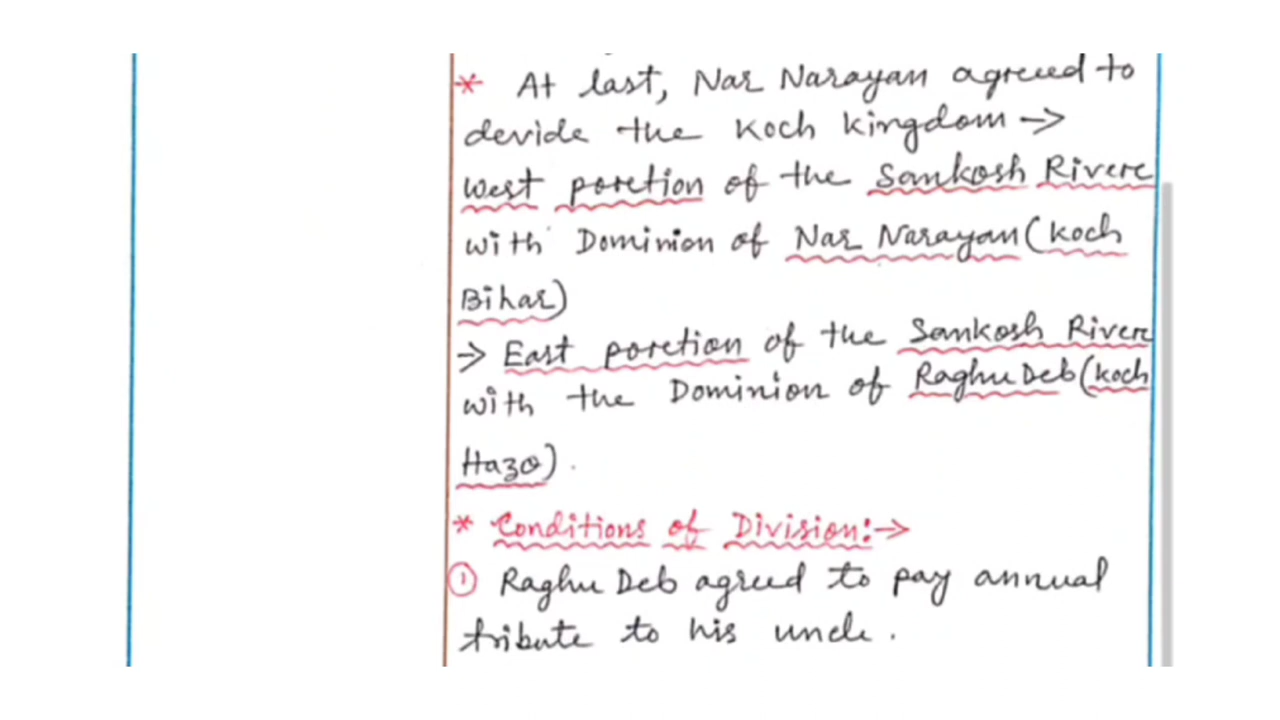 * At last, Nar Narayan agreed to
devide the Koch kingdom →
West portion of the Sankosh River
with Dominion of Nar Narayan (Koch
Bihar)
→ East portion of the Sankosh River
with the Dominion of Raghu Deb (Koch
Hazo).
* Conditions of Division:→
① Raghu Deb agreed to pay annual
tribute to his uncle.